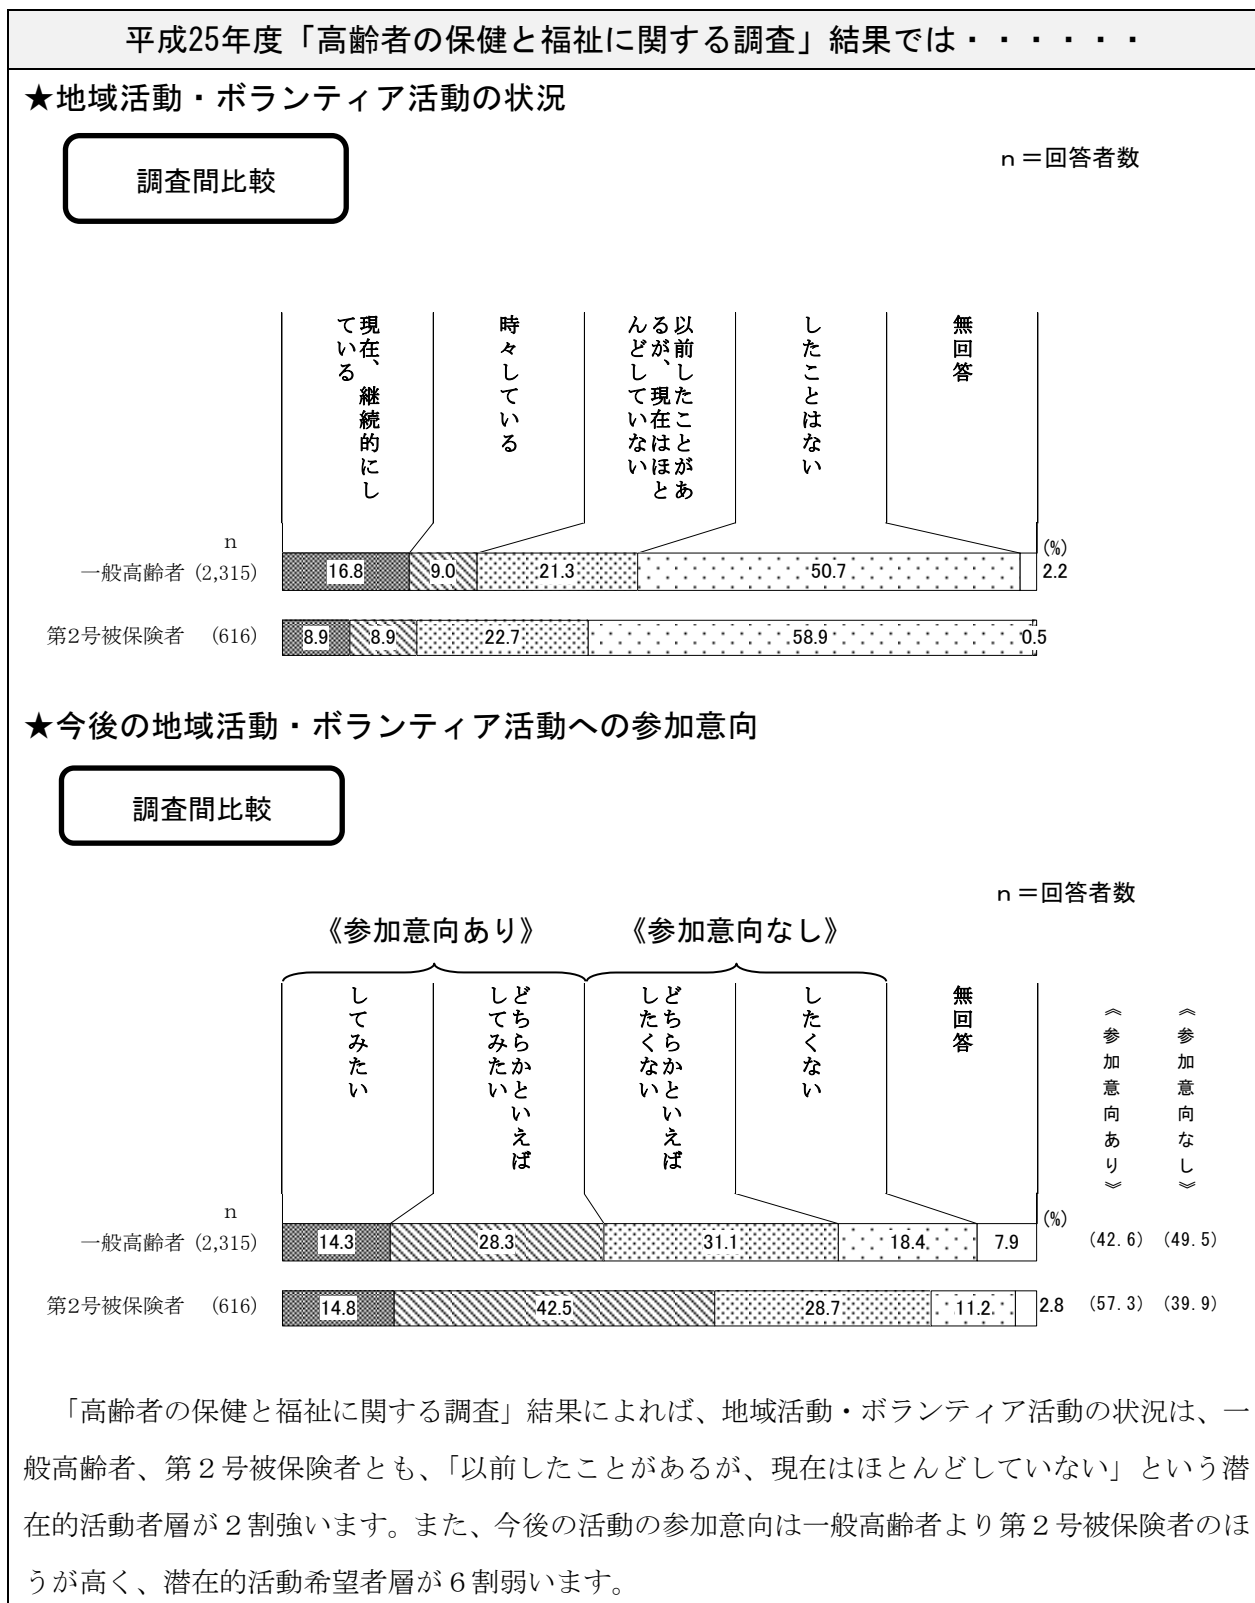 平成25年度「高齢者の保健と福祉に関する調査」結果では・・・・・・
★地域活動・ボランティア活動の状況
調査間比較
n＝回答者数
現在、継続的にし
ている
時々している
以前したことがあ
るが、現在はほと
んどしていない
したことはない
無回答
n
(%)
一般高齢者 (2,315) 16.8 9.0 21.3 50.7 2.2
第2号被保険者 (616) 8.9 8.9 22.7 58.9 0.5
★今後の地域活動・ボランティア活動への参加意向
調査間比較
n＝回答者数
《参加意向あり》 《参加意向なし》
してみたい
どちらかといえば
してみたい
どちらかといえば
したくない
したくない
無回答
《参加意向あり》
《参加意向なし》
n
(%)
一般高齢者 (2,315) 14.3 28.3 31.1 18.4 7.9 (42.6) (49.5)
第2号被保険者 (616) 14.8 42.5 28.7 11.2 2.8 (57.3) (39.9)
「高齢者の保健と福祉に関する調査」結果によれば、地域活動・ボランティア活動の状況は、一
般高齢者、第２号被保険者とも、「以前したことがあるが、現在はほとんどしていない」という潜
在的活動者層が２割強います。また、今後の活動の参加意向は一般高齢者より第２号被保険者のほ
うが高く、潜在的活動希望者層が６割弱います。